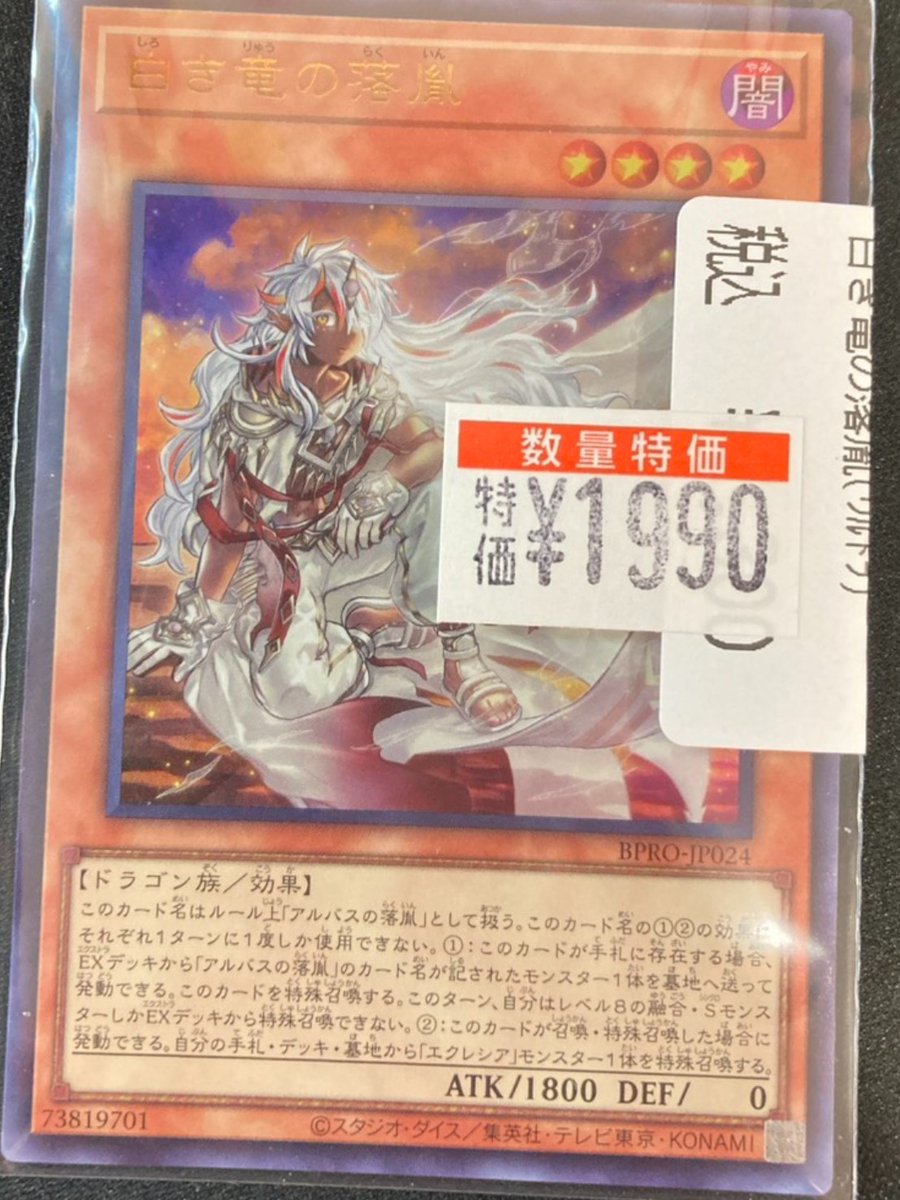 白き竜の落胤
闇
税込
白き竜の落胤(ウルトラ)
数量特価
特価 ¥1990
BPRO-JP024
【ドラゴン族／効果】
このカード名はルール上「アルバスの落胤」として扱う。このカード名の①②の効果は
それぞれ1ターンに1度しか使用できない。①：このカードが手札に存在する場合、
EXデッキから「アルバスの落胤」のカード名が記されたモンスター1体を墓地へ送って
発動できる。このカードを特殊召喚する。このターン、自分はレベル8の融合・Sモンス
ターしかEXデッキから特殊召喚できない。②：このカードが召喚・特殊召喚した場合に
発動できる。自分の手札・デッキ・墓地から「エクレシア」モンスター1体を特殊召喚する。
ATK/1800 DEF/ 0
73819701
©スタジオ・ダイス／集英社・テレビ東京・KONAMI